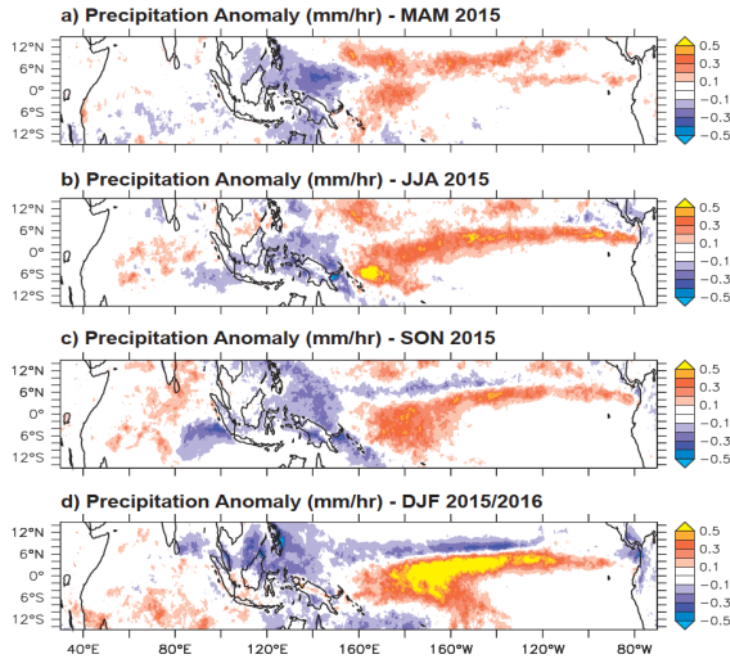 a) Precipitation Anomaly (mm/hr) - MAM 2015
12°N
6°N
0°
6°S
12°S
0.5
0.3
0.1
−0.1
−0.3
−0.5
b) Precipitation Anomaly (mm/hr) - JJA 2015
12°N
6°N
0°
6°S
12°S
0.5
0.3
0.1
−0.1
−0.3
−0.5
c) Precipitation Anomaly (mm/hr) - SON 2015
12°N
6°N
0°
6°S
12°S
0.5
0.3
0.1
−0.1
−0.3
−0.5
d) Precipitation Anomaly (mm/hr) - DJF 2015/2016
12°N
6°N
0°
6°S
12°S
0.5
0.3
0.1
−0.1
−0.3
−0.5
40°E 80°E 120°E 160°E 160°W 120°W 80°W